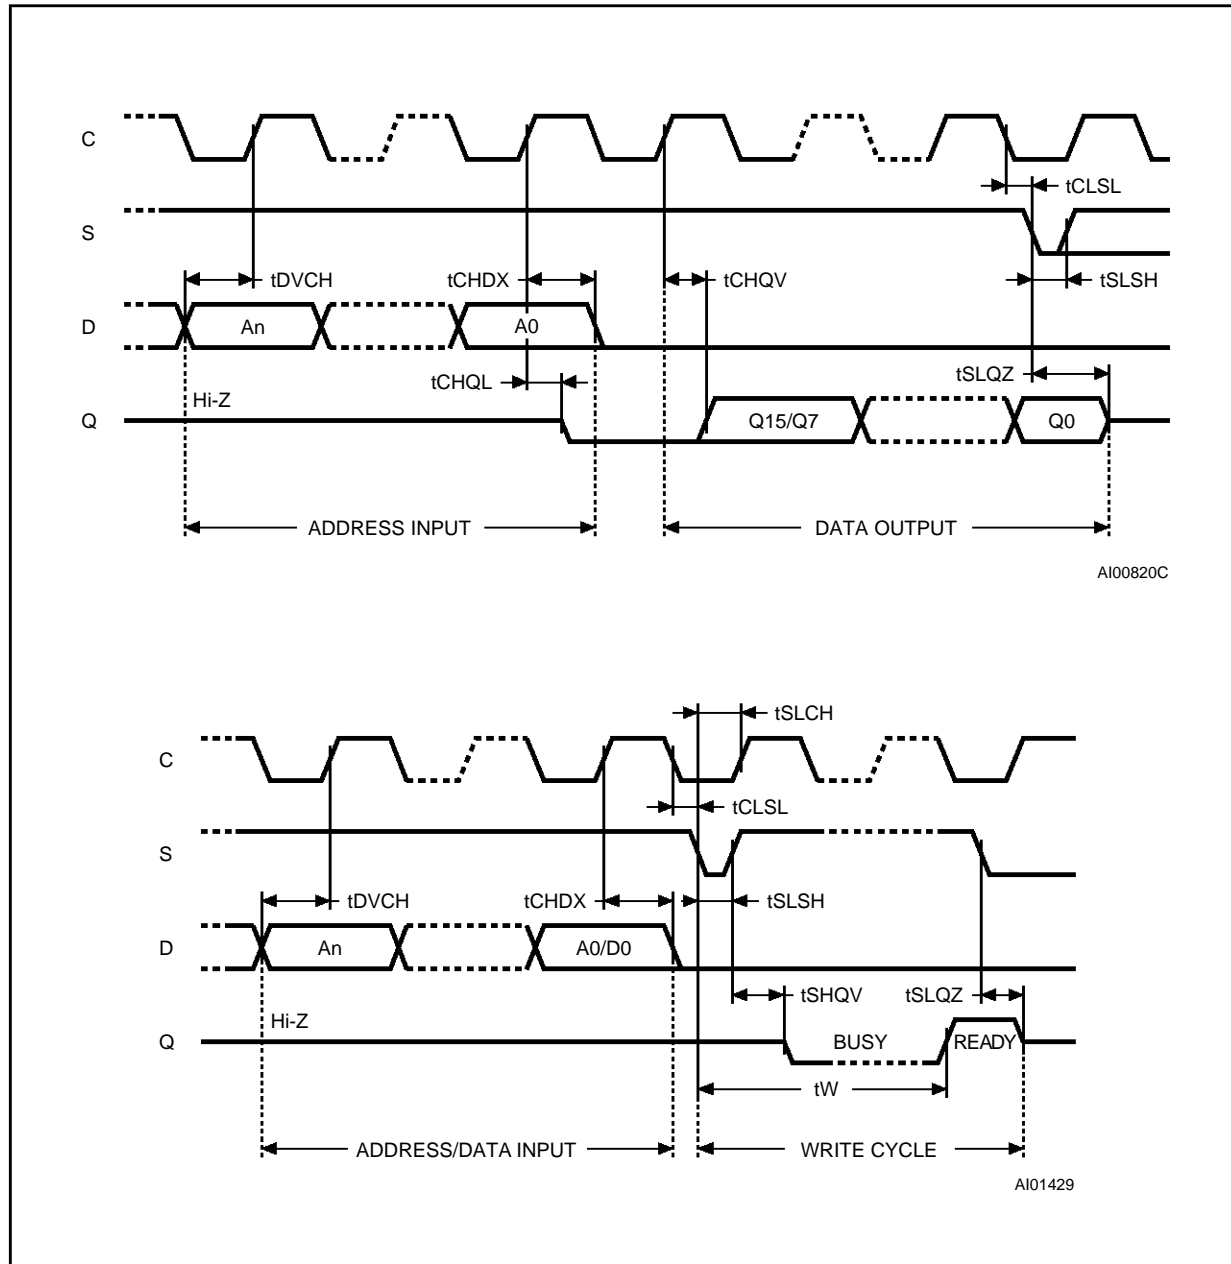 C
tCLSL
S
tDVCH tCHDX tCHQV tSLSH
D An A0
tCHQL tSLQZ
Hi-Z
Q Q15/Q7 Q0
ADDRESS INPUT DATA OUTPUT
AI00820C
tSLCH
C
tCLSL
S
tDVCH tCHDX tSLSH
D An A0/D0
tSHQV tSLQZ
Hi-Z
Q BUSY READY
tW
ADDRESS/DATA INPUT WRITE CYCLE
AI01429